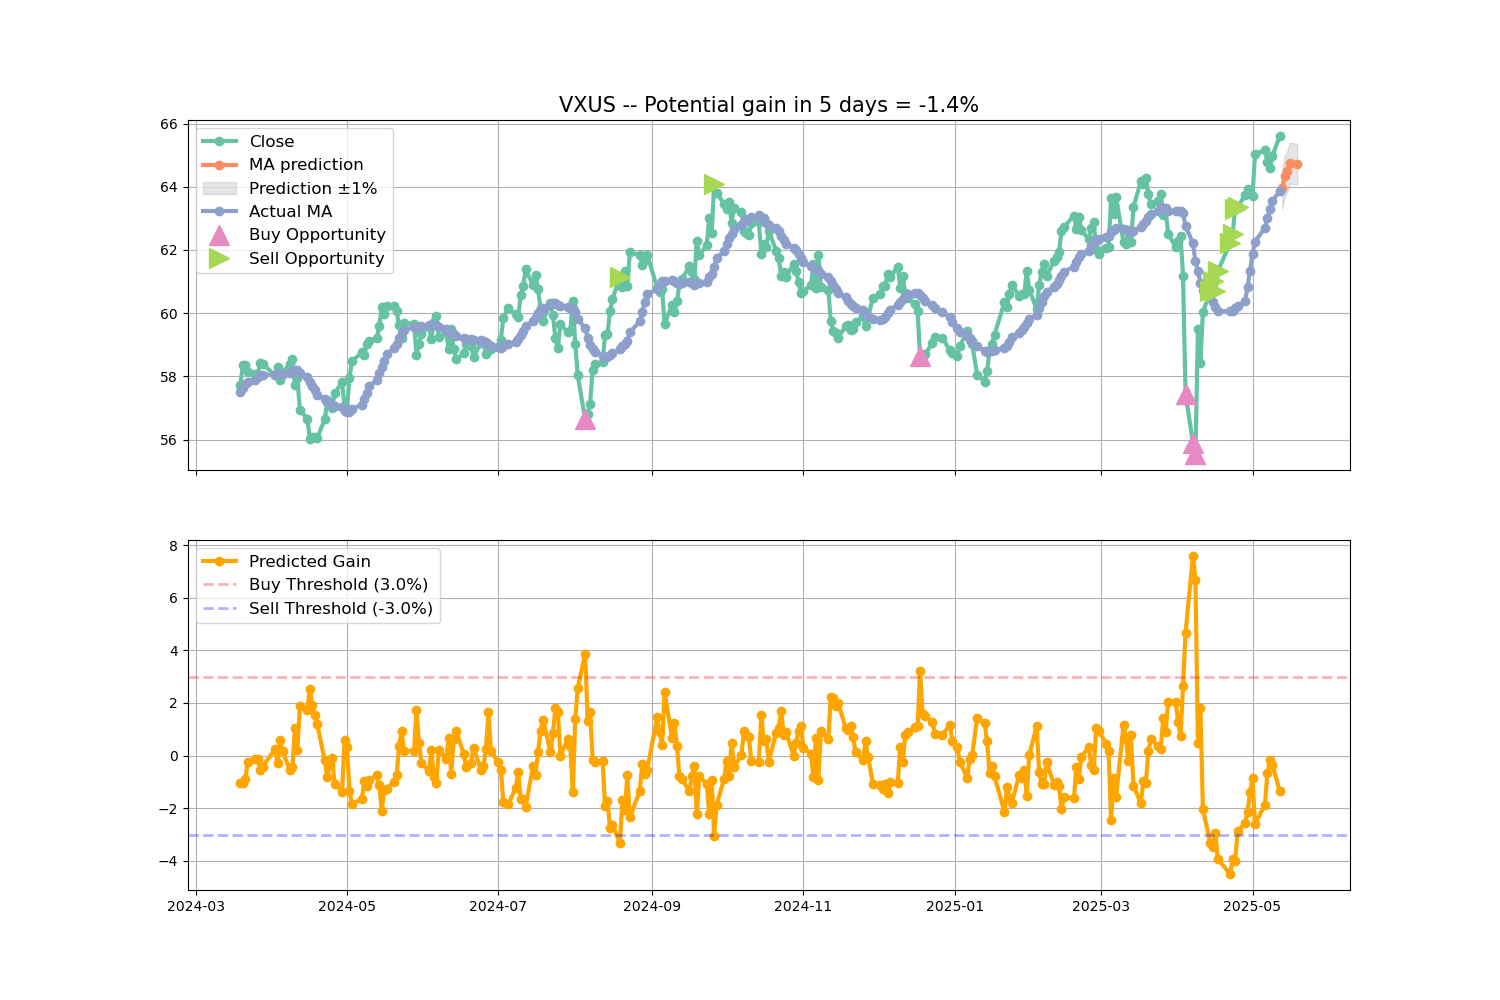 VXUS -- Potential gain in 5 days = -1.4%
66
64
62
60
58
56
Close
MA prediction
Prediction ±1%
Actual MA
Buy Opportunity
Sell Opportunity
8
6
4
2
0
−2
−4
Predicted Gain
Buy Threshold (3.0%)
Sell Threshold (-3.0%)
2024-03
2024-05
2024-07
2024-09
2024-11
2025-01
2025-03
2025-05